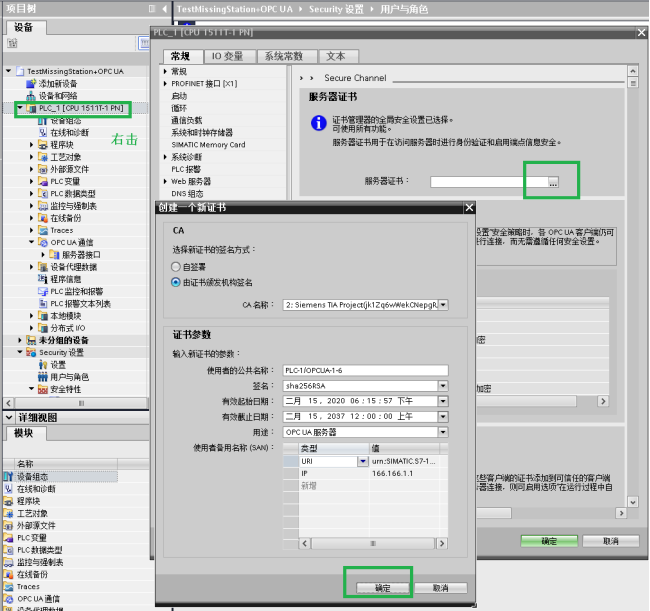 项目树
TestMissingStation+OPC UA ▸ Security 设置 ▸ 用户与角色
设备
TestMissingStation+OPC UA
添加新设备
设备和网络
PLC_1 [CPU 1511T-1 PN]
设备组态
在线和诊断
程序块
工艺对象
外部源文件
PLC 变量
PLC 数据类型
监控与强制表
在线备份
Traces
OPC UA 通信
服务器接口
设备代理数据
程序信息
PLC 监控和报警
PLC 报警文本列表
本地模块
分布式 I/O
未分组的设备
Security 设置
设置
用户与角色
安全特性
右击
详细视图
模块
名称
设备组态
在线和诊断
程序块
工艺对象
外部源文件
PLC 变量
PLC 数据类型
监控与强制表
在线备份
Traces
OPC UA 通信
设备代理数据
PLC_1 [CPU 1511T-1 PN]
常规
IO 变量
系统常数
文本
常规
PROFINET 接口 [X1]
启动
循环
通信负载
系统和时钟存储器
SIMATIC Memory Card
系统诊断
PLC 报警
Web 服务器
DNS 组态
Secure Channel
服务器证书
证书管理器的全局安全设置已选择。
可使用所有功能。
服务器证书用于在访问服务器时进行身份验证和启用端点信息安全。
服务器证书：
...
设置"安全策略时，各 OPC UA 客户端仍可
行连接，而无需遵循任何安全设置。
密
加密
些客户端的证书添加到可信任的客户端
器连接，则可启用选项"在运行过程中自
确定
取消
创建一个新证书
CA
选择新证书的签名方式：
自签署
由证书颁发机构签名
CA 名称：
2: Siemens TIA Project(jk1Zq6wWekCNepgR
证书参数
输入新证书的参数：
使用者的公共名称：
PLC-1/OPCUA-1-6
签名：
sha256RSA
有效起始日期：
二月 15, 2020 06:15:57 下午
有效截止日期：
二月 15, 2037 12:00:00 上午
用途：
OPC UA 服务器
使用者备用名称 (SAN)：
类型
值
URI
urn:SIMATIC.S7-1...
IP
166.166.1.1
新增
确定
取消